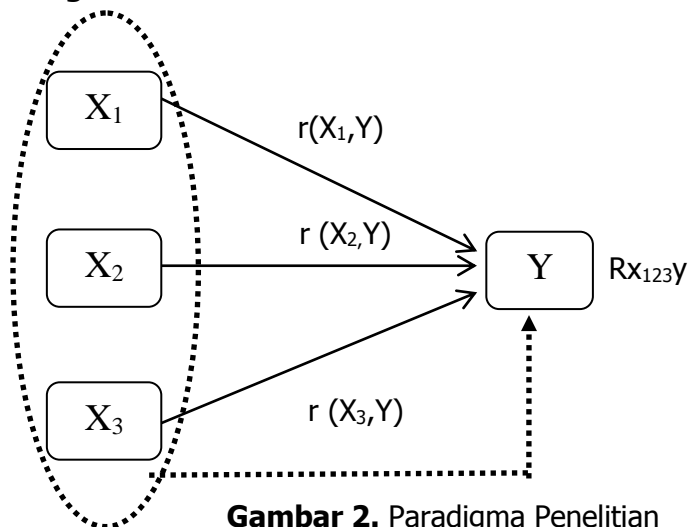 X₁
r(X₁,Y)
r (X₂,Y)
X₂
Y
Rx₁₂₃y
X₃
r (X₃,Y)
Gambar 2. Paradigma Penelitian